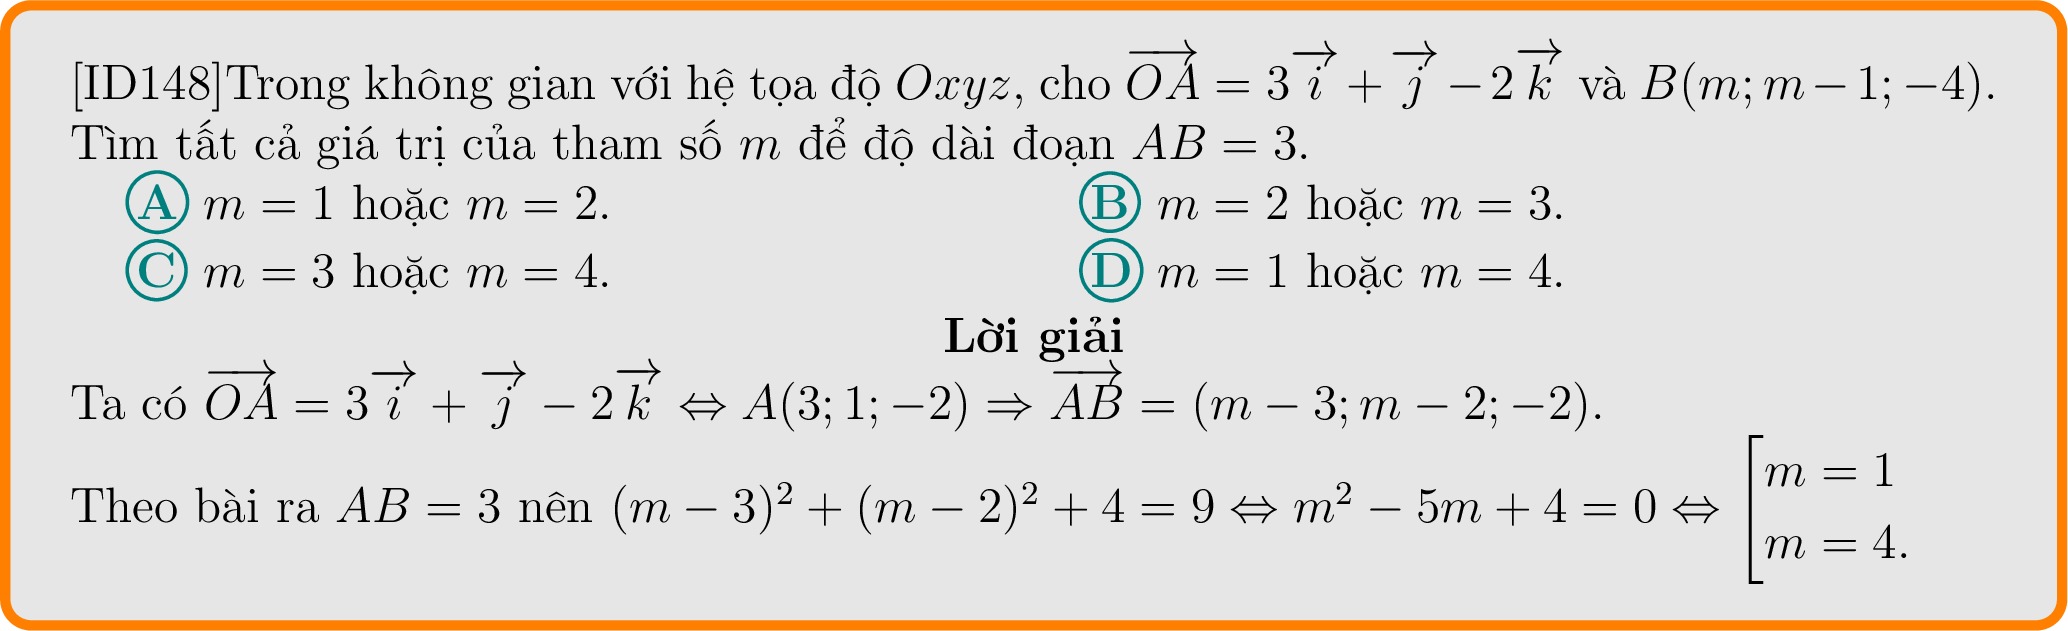 [ID148]Trong không gian với hệ tọa độ $Oxyz$, cho $\overrightarrow{OA} = 3\overrightarrow{i} + \overrightarrow{j} - 2\overrightarrow{k}$ và $B(m; m-1; -4)$.
Tìm tất cả giá trị của tham số $m$ để độ dài đoạn $AB = 3$.
Ⓐ $m = 1$ hoặc $m = 2$. Ⓑ $m = 2$ hoặc $m = 3$.
Ⓒ $m = 3$ hoặc $m = 4$. Ⓓ $m = 1$ hoặc $m = 4$.
Lời giải
Ta có $\overrightarrow{OA} = 3\overrightarrow{i} + \overrightarrow{j} - 2\overrightarrow{k} \Leftrightarrow A(3; 1; -2) \Rightarrow \overrightarrow{AB} = (m-3; m-2; -2)$.
Theo bài ra $AB = 3$ nên $(m-3)^2 + (m-2)^2 + 4 = 9 \Leftrightarrow m^2 - 5m + 4 = 0 \Leftrightarrow \left[\begin{array}{l} m = 1 \\ m = 4. \end{array}\right.$